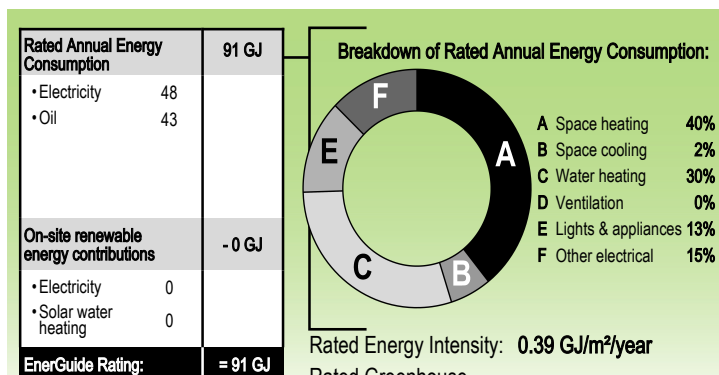 Rated Annual Energy
Consumption
91 GJ
• Electricity 48
• Oil 43
On-site renewable
energy contributions
- 0 GJ
• Electricity 0
• Solar water
heating 0
EnerGuide Rating: = 91 GJ
Breakdown of Rated Annual Energy Consumption:
A
B
C
E
F
A Space heating 40%
B Space cooling 2%
C Water heating 30%
D Ventilation 0%
E Lights & appliances 13%
F Other electrical 15%
Rated Energy Intensity: 0.39 GJ/m²/year
Rated Greenhouse